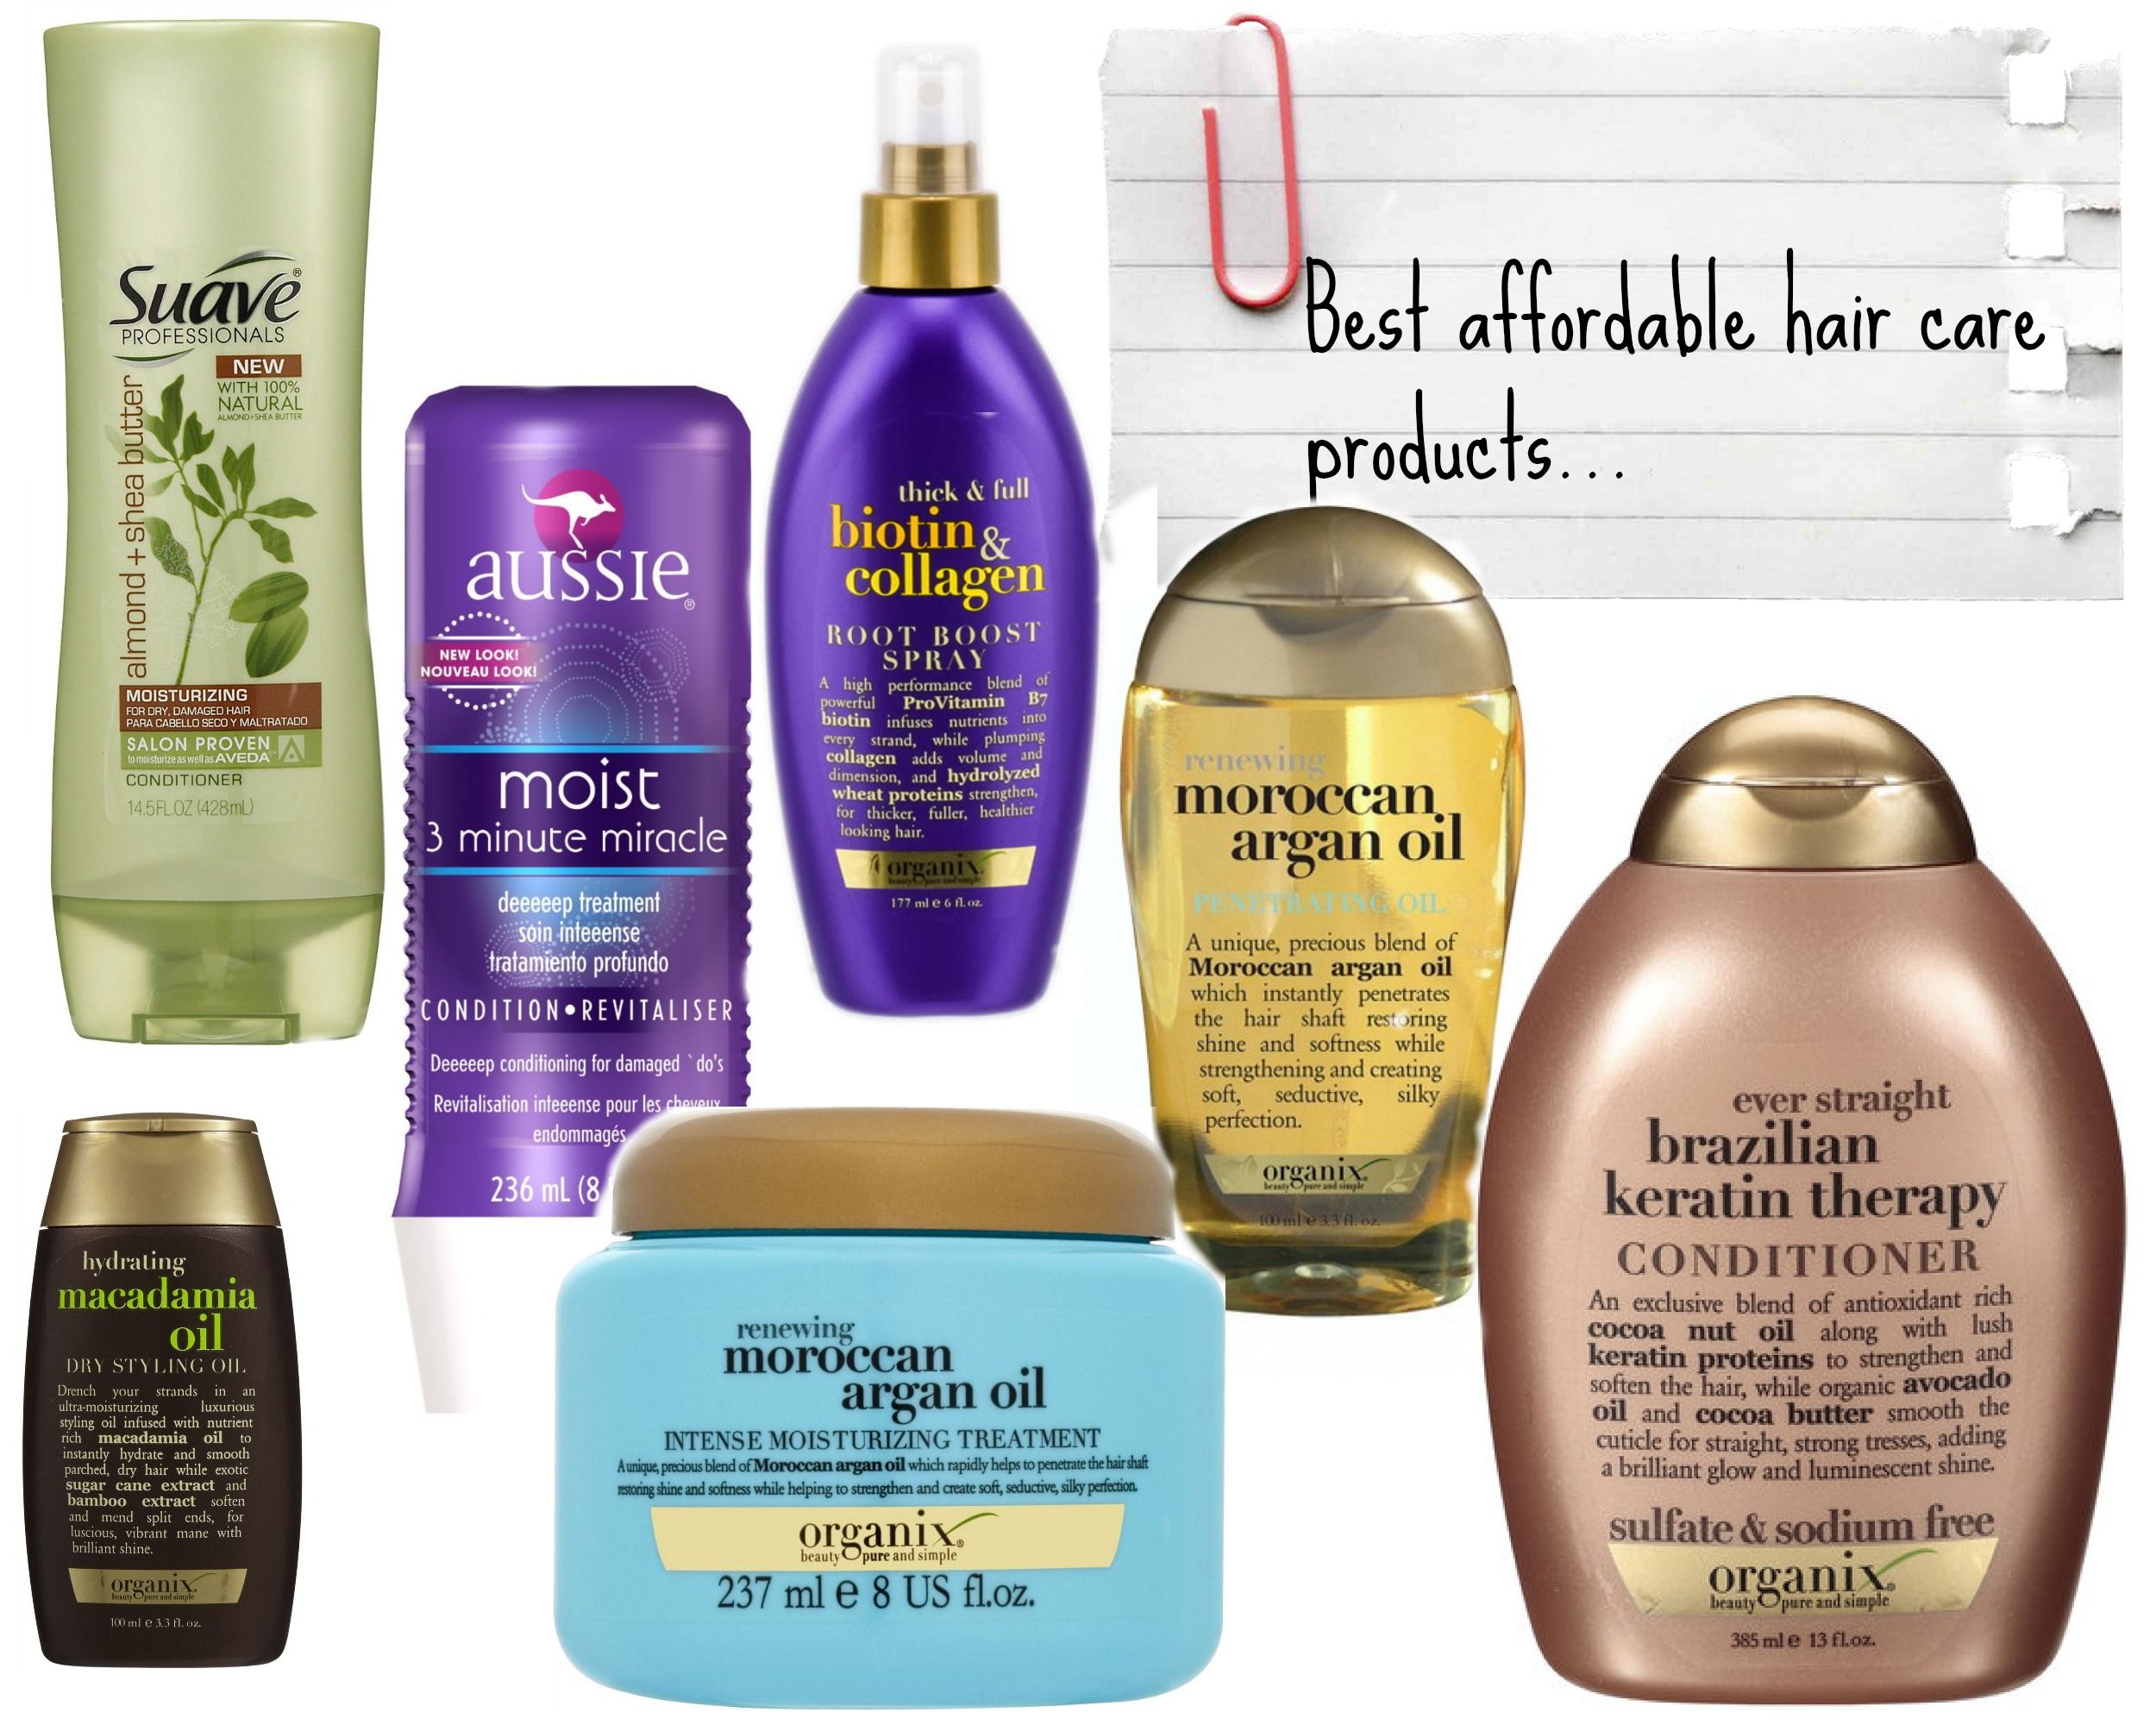 Best affordable hair care
products...
Suave®
PROFESSIONALS
NEW
WITH 100%
NATURAL
ALMOND+SHEA BUTTER
almond + shea butter
MOISTURIZING
FOR DRY, DAMAGED HAIR
PARA CABELLO SECO Y MALTRATADO
SALON PROVEN
to moisturize as well as AVEDA™
CONDITIONER
14.5 FL OZ (428 mL)
aussie®
NEW LOOK!
NOUVEAU LOOK!
moist
3 minute miracle
deeeeep treatment
soin inteeense
tratamiento profundo
CONDITION•REVITALISER
Deeeeep conditioning for damaged `do's
Revitalisation inteeense pour les cheveux
endommagés
236 mL (8
thick & full
biotin &
collagen
ROOT BOOST
SPRAY
A high performance blend of
powerful ProVitamin B7
biotin infuses nutrients into
every strand, while plumping
collagen adds volume and
dimension, and hydrolyzed
wheat proteins strengthen,
for thicker, fuller, healthier
looking hair.
organix
beauty pure and simple
177 ml e 6 fl. oz.
renewing
moroccan
argan oil
PENETRATING OIL
A unique, precious blend of
Moroccan argan oil
which instantly penetrates
the hair shaft restoring
shine and softness while
strengthening and creating
soft, seductive, silky
perfection.
organix
beauty pure and simple
100 ml e 3.3 fl. oz.
ever straight
brazilian
keratin therapy
CONDITIONER
An exclusive blend of antioxidant rich
cocoa nut oil along with lush
keratin proteins to strengthen and
soften the hair, while organic avocado
oil and cocoa butter smooth the
cuticle for straight, strong tresses, adding
a brilliant glow and luminescent shine.
sulfate & sodium free
organix®
beauty pure and simple
385 ml e 13 fl.oz.
hydrating
macadamia
oil
DRY STYLING OIL
Drench your strands in an
ultra-moisturizing luxurious
styling oil infused with nutrient
rich macadamia oil to
instantly hydrate and smooth
parched, dry hair while exotic
sugar cane extract and
bamboo extract soften
and mend split ends, for
luscious, vibrant mane with
brilliant shine.
organix
beauty pure and simple
100 ml e 3.3 fl. oz.
renewing
moroccan
argan oil
INTENSE MOISTURIZING TREATMENT
A unique, precious blend of Moroccan argan oil which rapidly helps to penetrate the hair shaft
restoring shine and softness while helping to strengthen and create soft, seductive, silky perfection.
organix®
beauty pure and simple
237 ml e 8 US fl.oz.